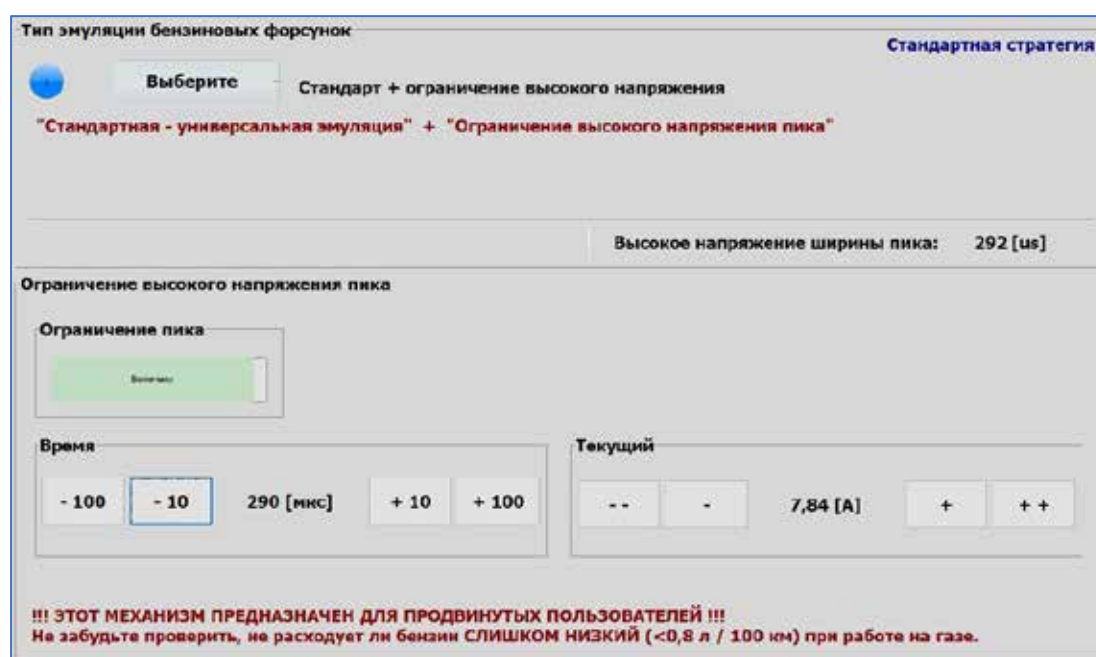 Тип эмуляции бензиновых форсунок
Стандартная стратегия
Выберите
Стандарт + ограничение высокого напряжения
"Стандартная - универсальная эмуляция" + "Ограничение высокого напряжения пика"
Высокое напряжение ширины пика: 292 [us]
Ограничение высокого напряжения пика
Ограничение пика
Время
Текущий
- 100 - 10 290 [мкс] + 10 + 100
- - - 7,84 [A] + + +
!!! ЭТОТ МЕХАНИЗМ ПРЕДНАЗНАЧЕН ДЛЯ ПРОДВИНУТЫХ ПОЛЬЗОВАТЕЛЕЙ !!!
Не забудьте проверить, не расходует ли бензин СЛИШКОМ НИЗКИЙ (<0,8 л / 100 км) при работе на газе.